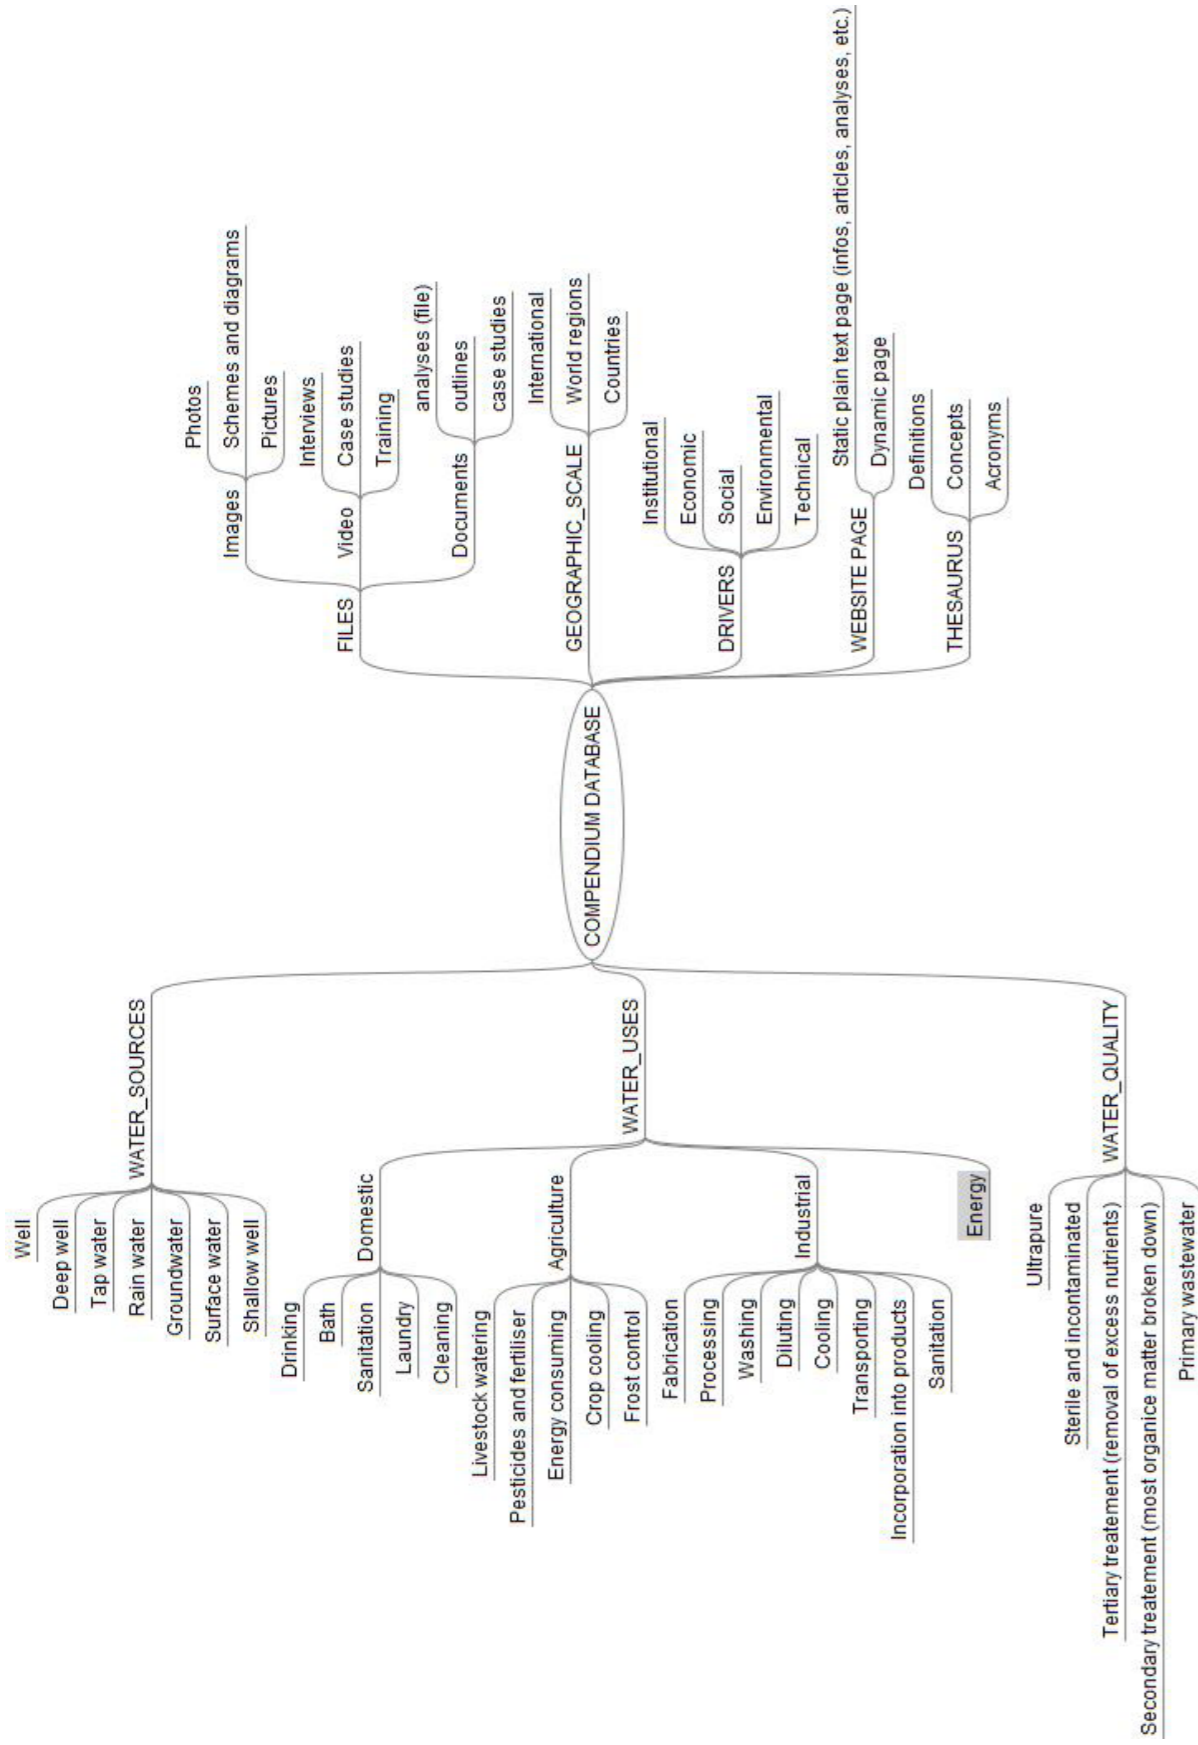 COMPENDIUM DATABASE
WATER_SOURCES
Well
Deep well
Tap water
Rain water
Groundwater
Surface water
Shallow well
WATER_USES
Domestic
Drinking
Bath
Sanitation
Laundry
Cleaning
Agriculture
Livestock watering
Pesticides and fertiliser
Energy consuming
Crop cooling
Frost control
Industrial
Fabrication
Processing
Washing
Diluting
Cooling
Transporting
Incorporation into products
Sanitation
Energy
WATER_QUALITY
Ultrapure
Sterile and incontaminated
Tertiary treatement (removal of excess nutrients)
Secondary treatement (most organice matter broken down)
Primary wastewater
FILES
Images
Photos
Schemes and diagrams
Pictures
Video
Interviews
Case studies
Training
Documents
analyses (file)
outlines
case studies
GEOGRAPHIC_SCALE
International
World regions
Countries
DRIVERS
Institutional
Economic
Social
Environmental
Technical
WEBSITE PAGE
Static plain text page (infos, articles, analyses, etc.)
Dynamic page
THESAURUS
Definitions
Concepts
Acronyms